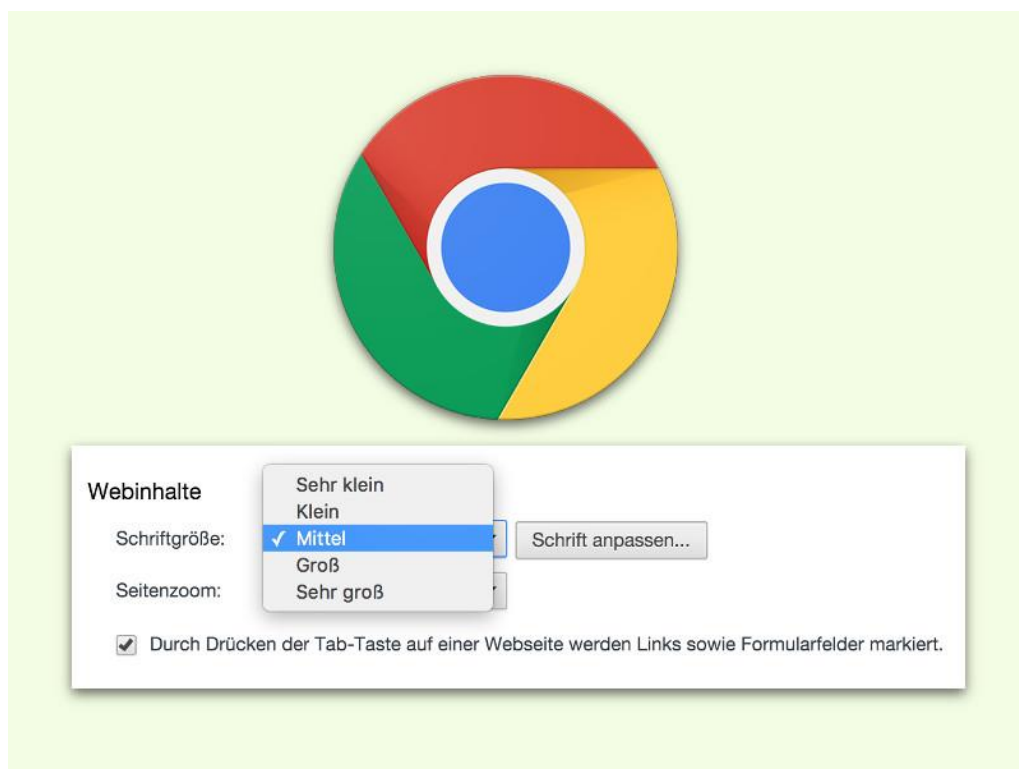 Webinhalte
Sehr klein
Klein
Schriftgröße:
✓ Mittel
Schrift anpassen...
Groß
Seitenzoom:
Sehr groß
Durch Drücken der Tab-Taste auf einer Webseite werden Links sowie Formularfelder markiert.